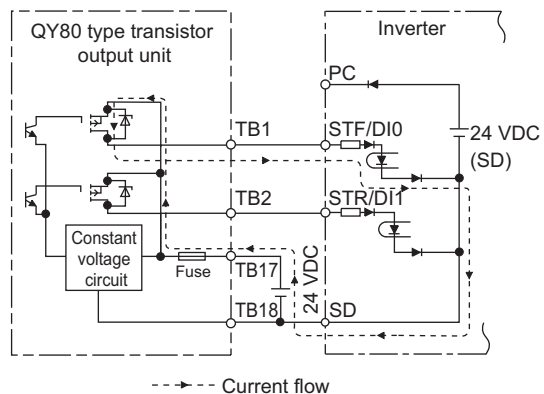 QY80 type transistor
output unit
Inverter
PC
TB1
STF/DI0
24 VDC
(SD)
TB2
STR/DI1
Constant
voltage
circuit
Fuse
TB17
24 VDC
TB18
SD
Current flow